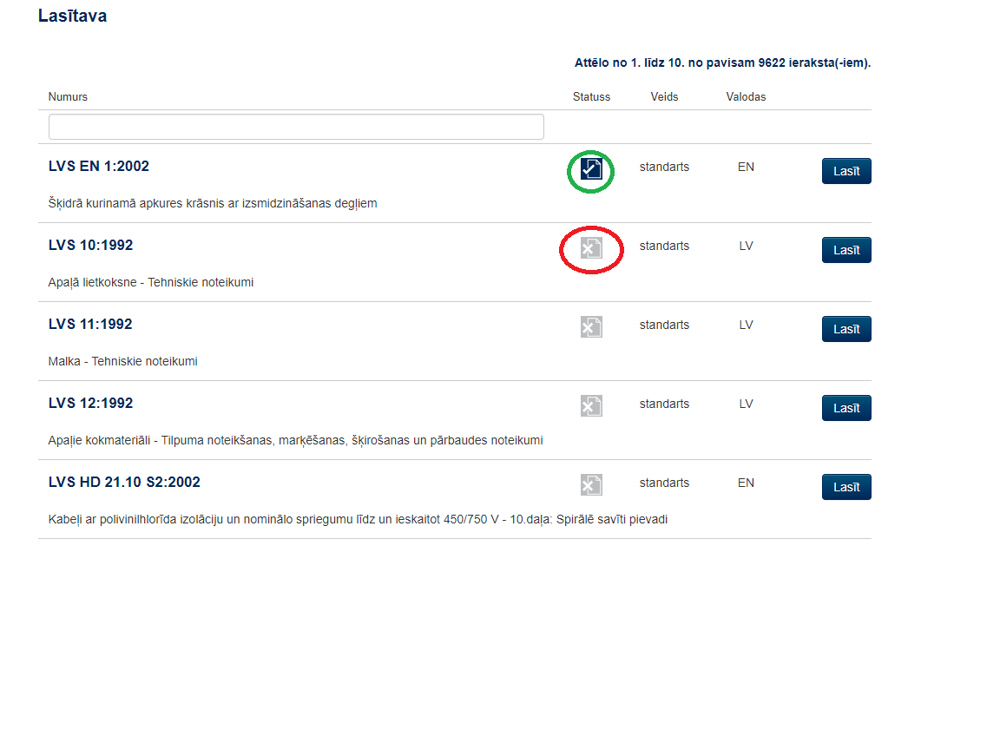 Lasītava
Attēlo no 1. līdz 10. no pavisam 9622 ieraksta(-iem).
Numurs Statuss Veids Valodas
LVS EN 1:2002 standarts EN Lasīt
Šķidrā kurinamā apkures krāsnis ar izsmidzināšanas degļiem
LVS 10:1992 standarts LV Lasīt
Apaļā lietkoksne - Tehniskie noteikumi
LVS 11:1992 standarts LV Lasīt
Malka - Tehniskie noteikumi
LVS 12:1992 standarts LV Lasīt
Apaļie kokmateriāli - Tilpuma noteikšanas, marķēšanas, šķirošanas un pārbaudes noteikumi
LVS HD 21.10 S2:2002 standarts EN Lasīt
Kabeļi ar polivinilhlorīda izolāciju un nominālo spriegumu līdz un ieskaitot 450/750 V - 10.daļa: Spirālē savīti pievadi